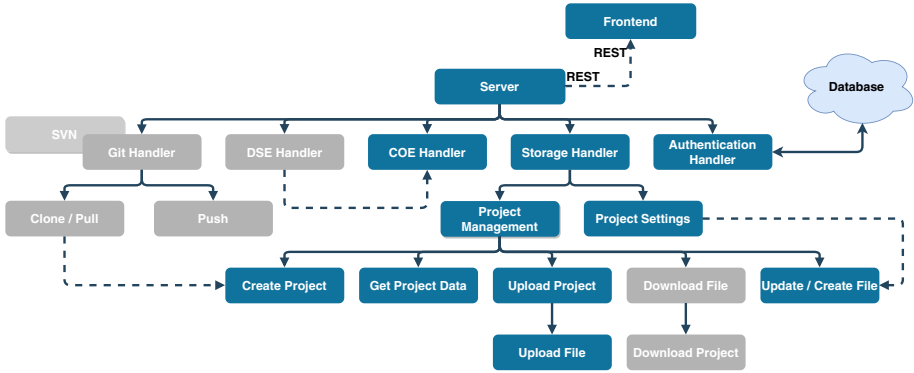 Frontend
REST
REST
Server
Database
SVN
Git Handler
DSE Handler
COE Handler
Storage Handler
Authentication
Handler
Clone / Pull
Push
Project
Management
Project Settings
Create Project
Get Project Data
Upload Project
Download File
Update / Create File
Upload File
Download Project